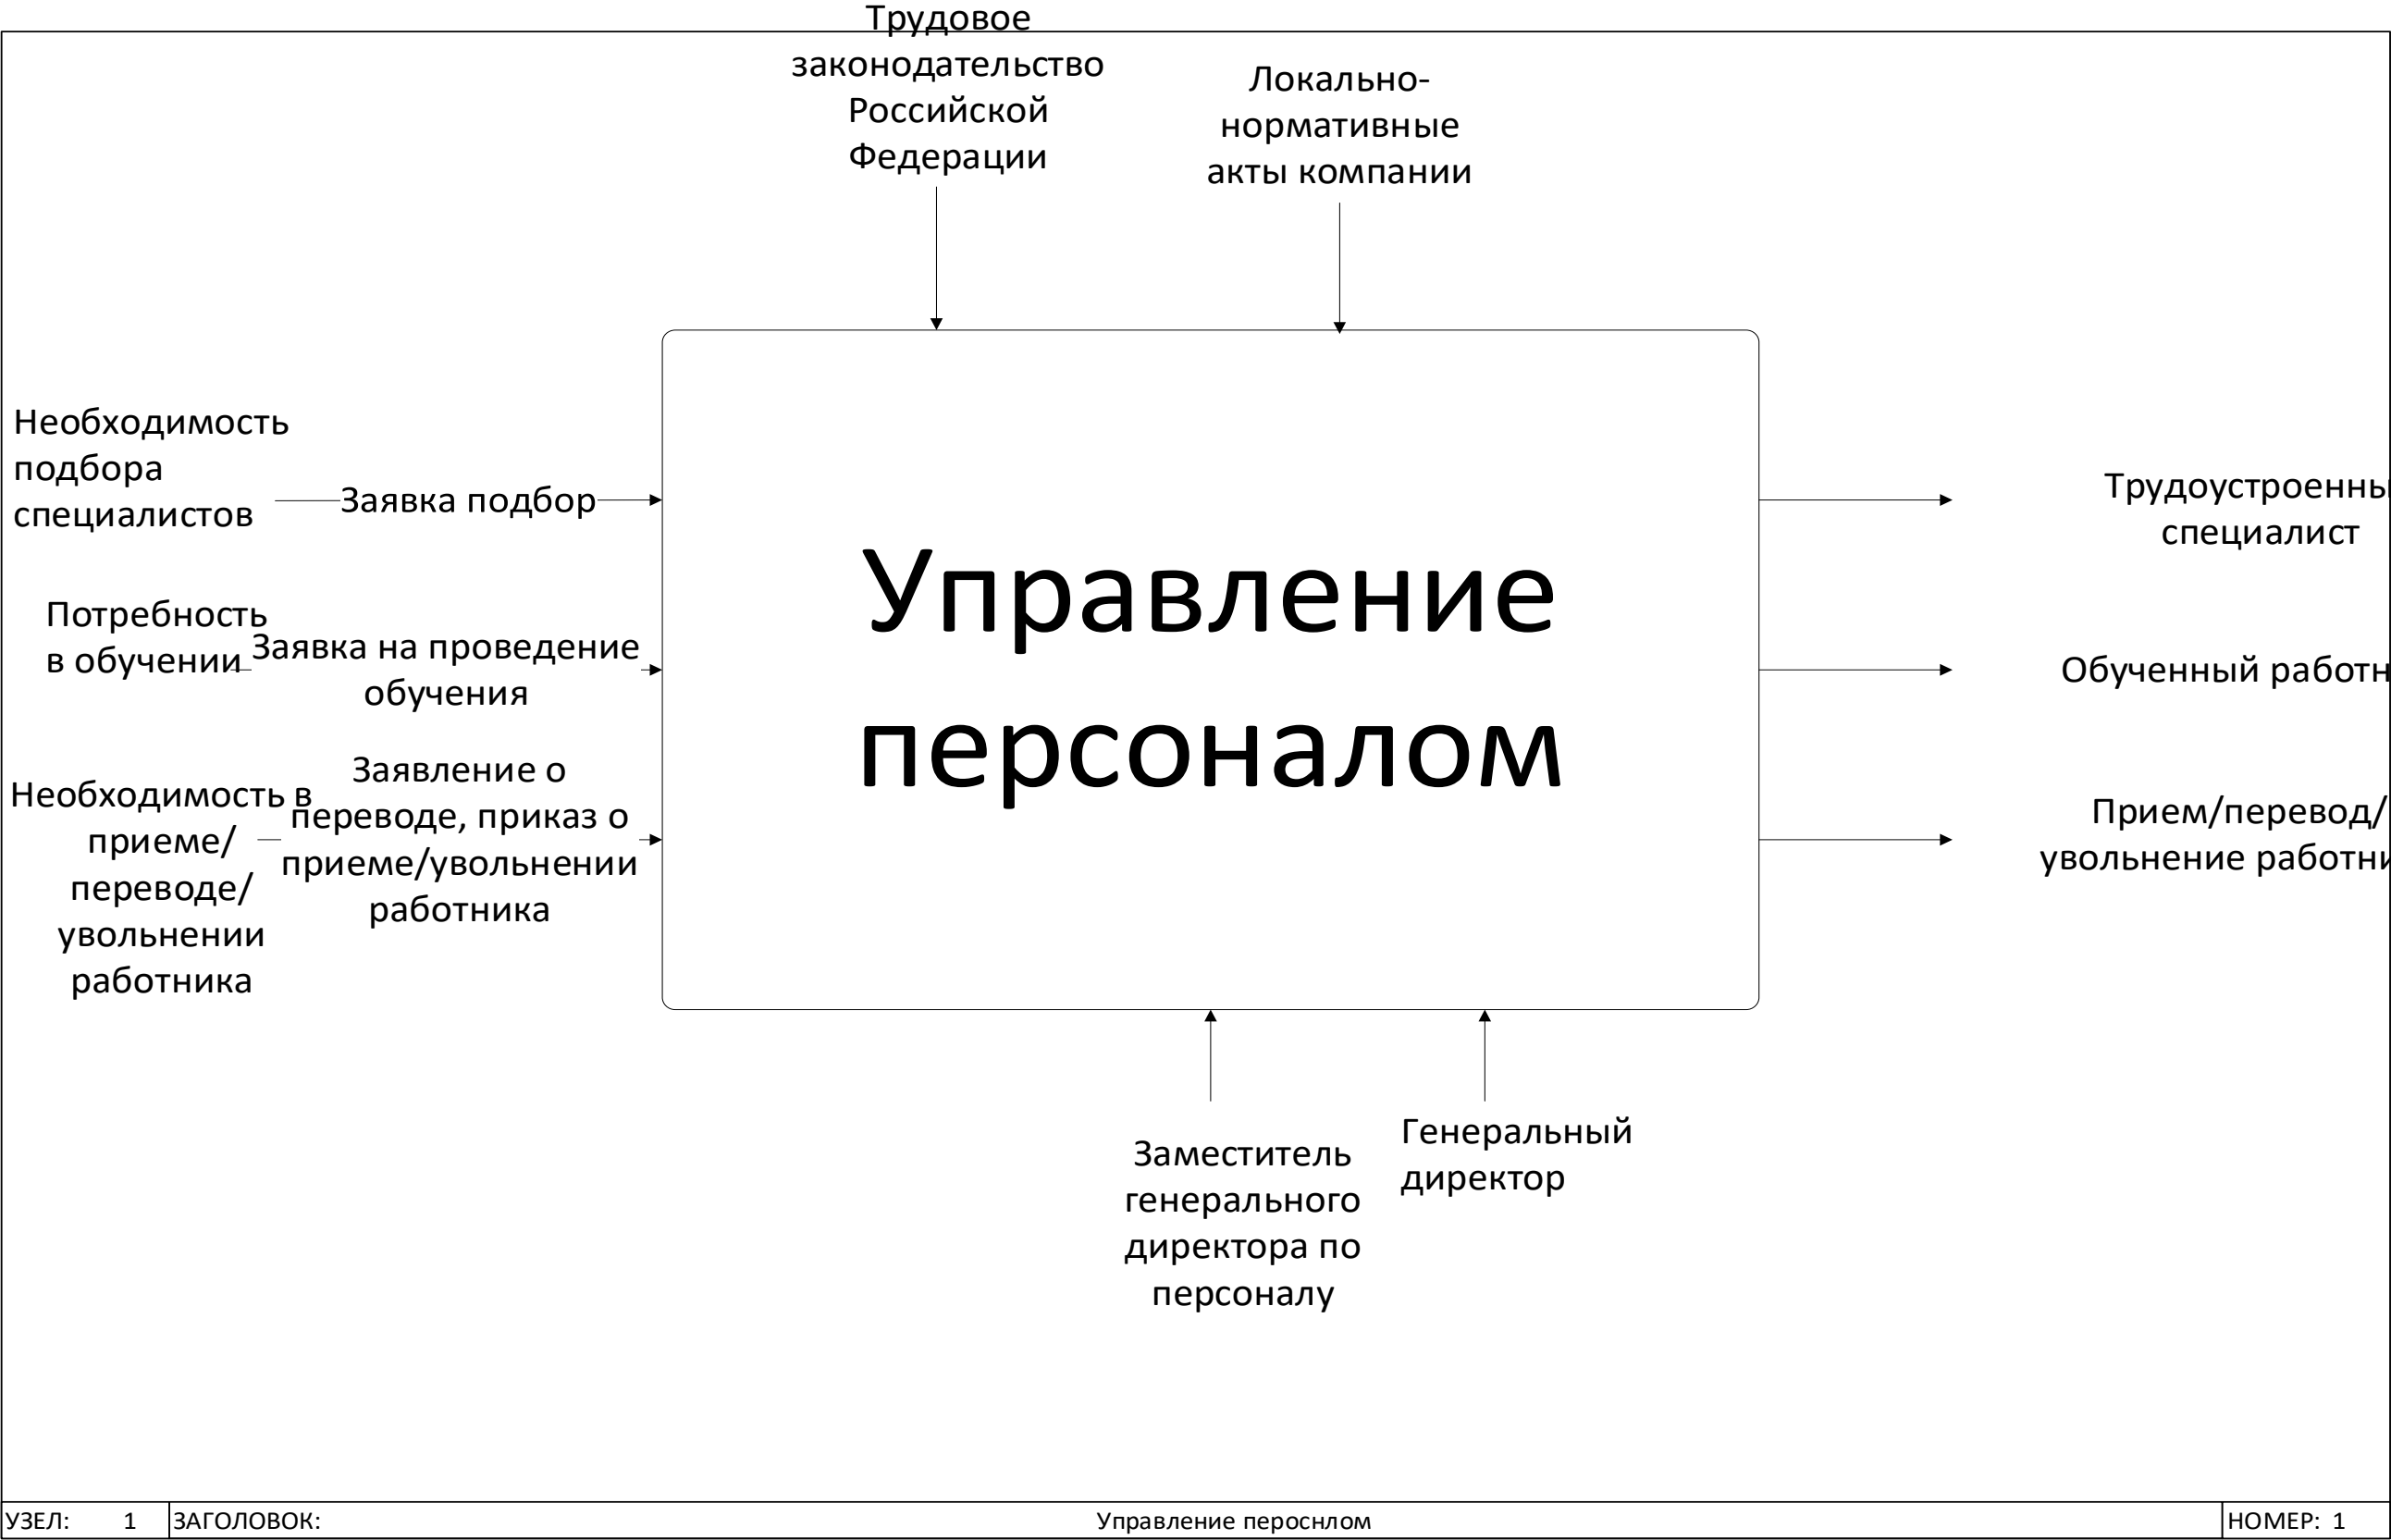 Трудовое
законодательство
Российской
Федерации
Локально-
нормативные
акты компании
Необходимость
подбора
специалистов
Заявка подбор
Потребность
в обучении
Заявка на проведение
обучения
Необходимость в
приеме/
переводе/
увольнении
работника
Заявление о
переводе, приказ о
приеме/увольнении
работника
Управление
персоналом
Трудоустроенны
специалист
Обученный работн
Прием/перевод/
увольнение работни
Заместитель
генерального
директора по
персоналу
Генеральный
директор
УЗЕЛ: 1 ЗАГОЛОВОК: Управление пероснлом НОМЕР: 1